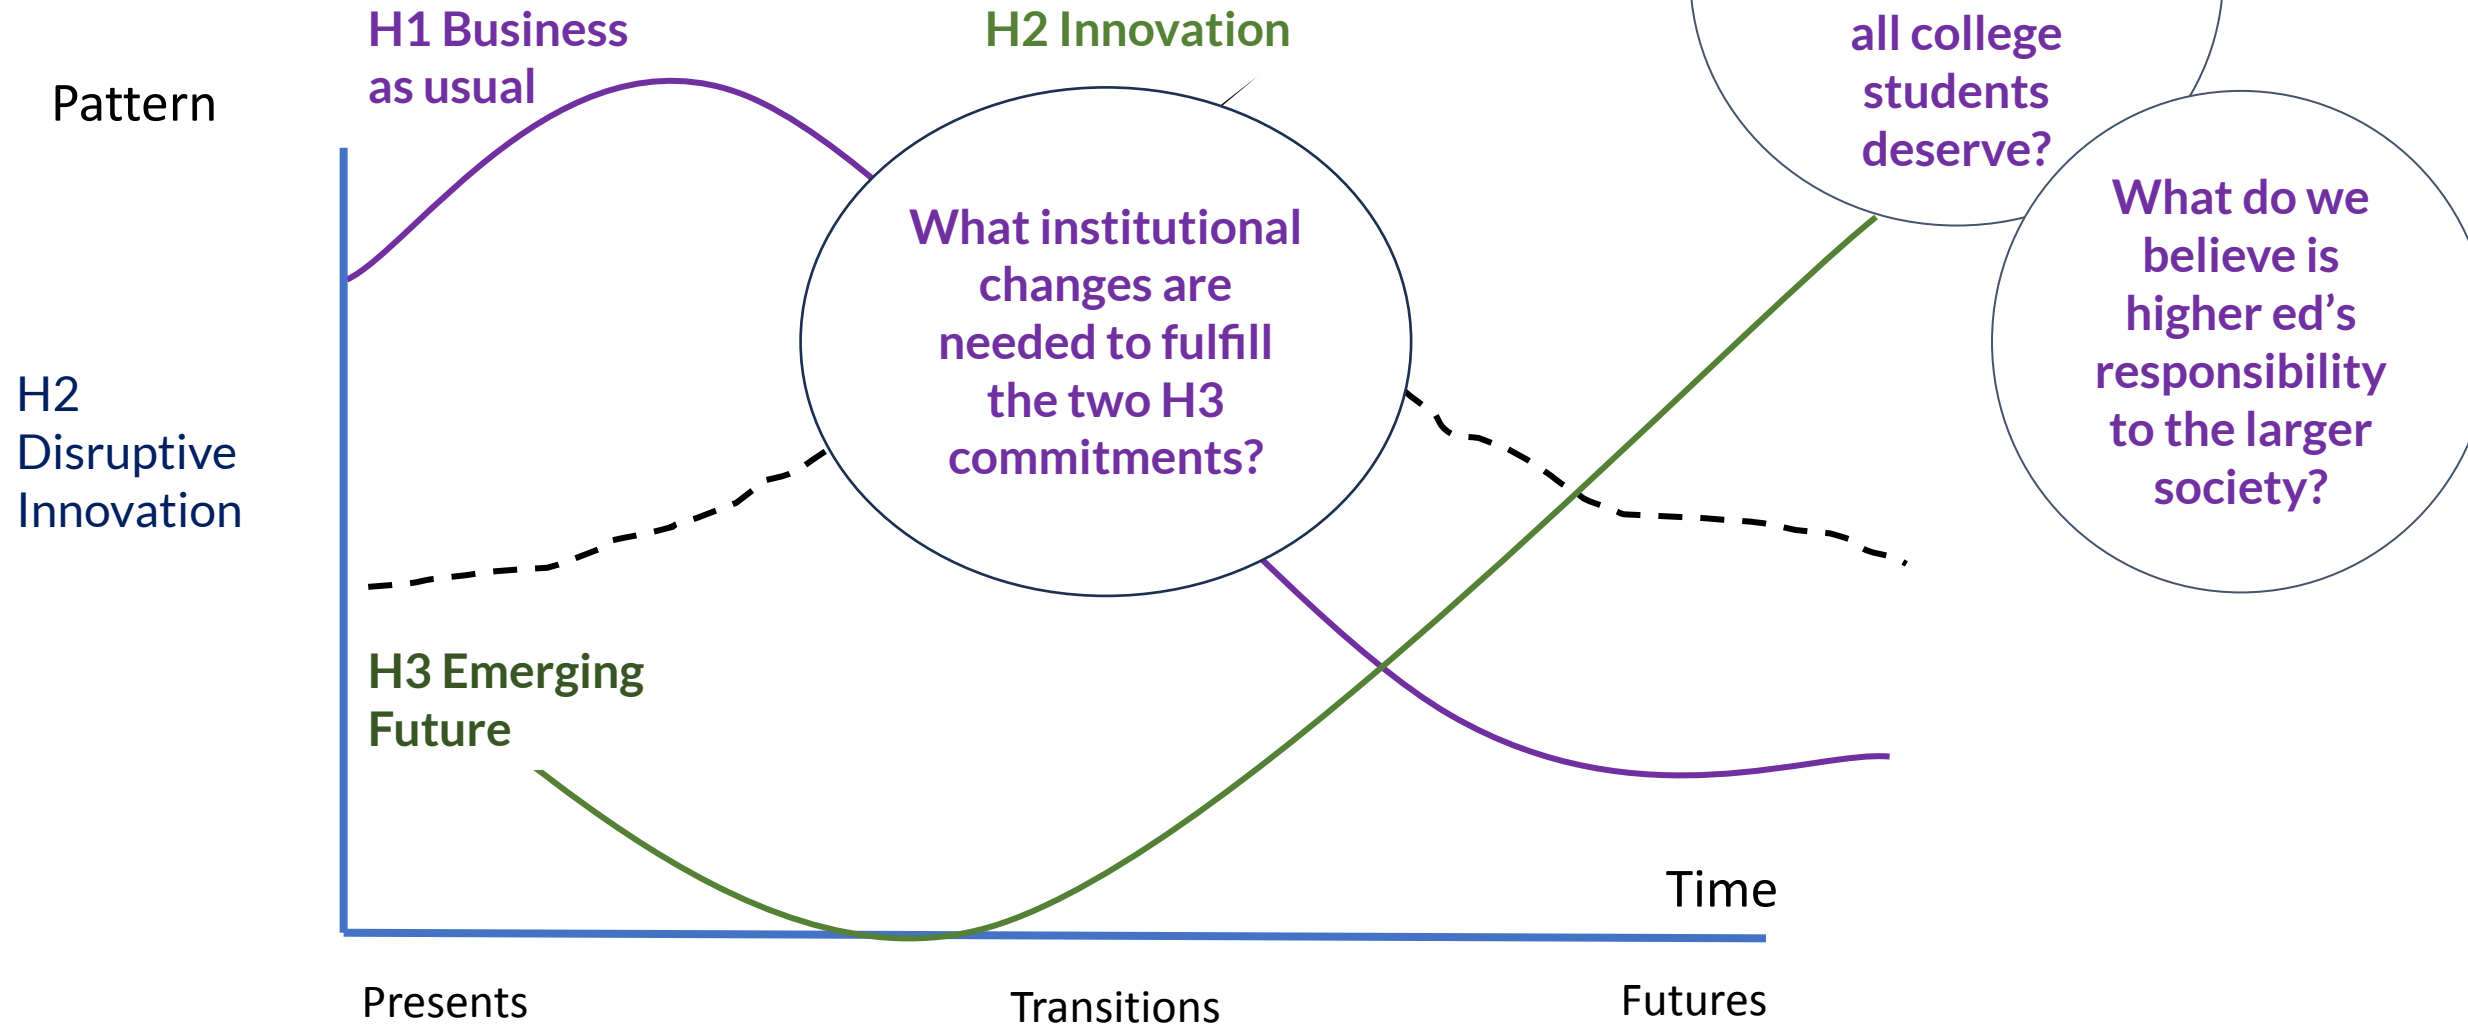 H1 Business
as usual
H2 Innovation
Pattern
all college
students
deserve?
What institutional
changes are
needed to fulfill
the two H3
commitments?
What do we
believe is
higher ed’s
responsibility
to the larger
society?
H2
Disruptive
Innovation
H3 Emerging
Future
Time
Presents
Transitions
Futures